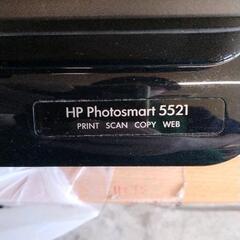 HP Photosmart 5521
PRINT SCAN COPY WEB